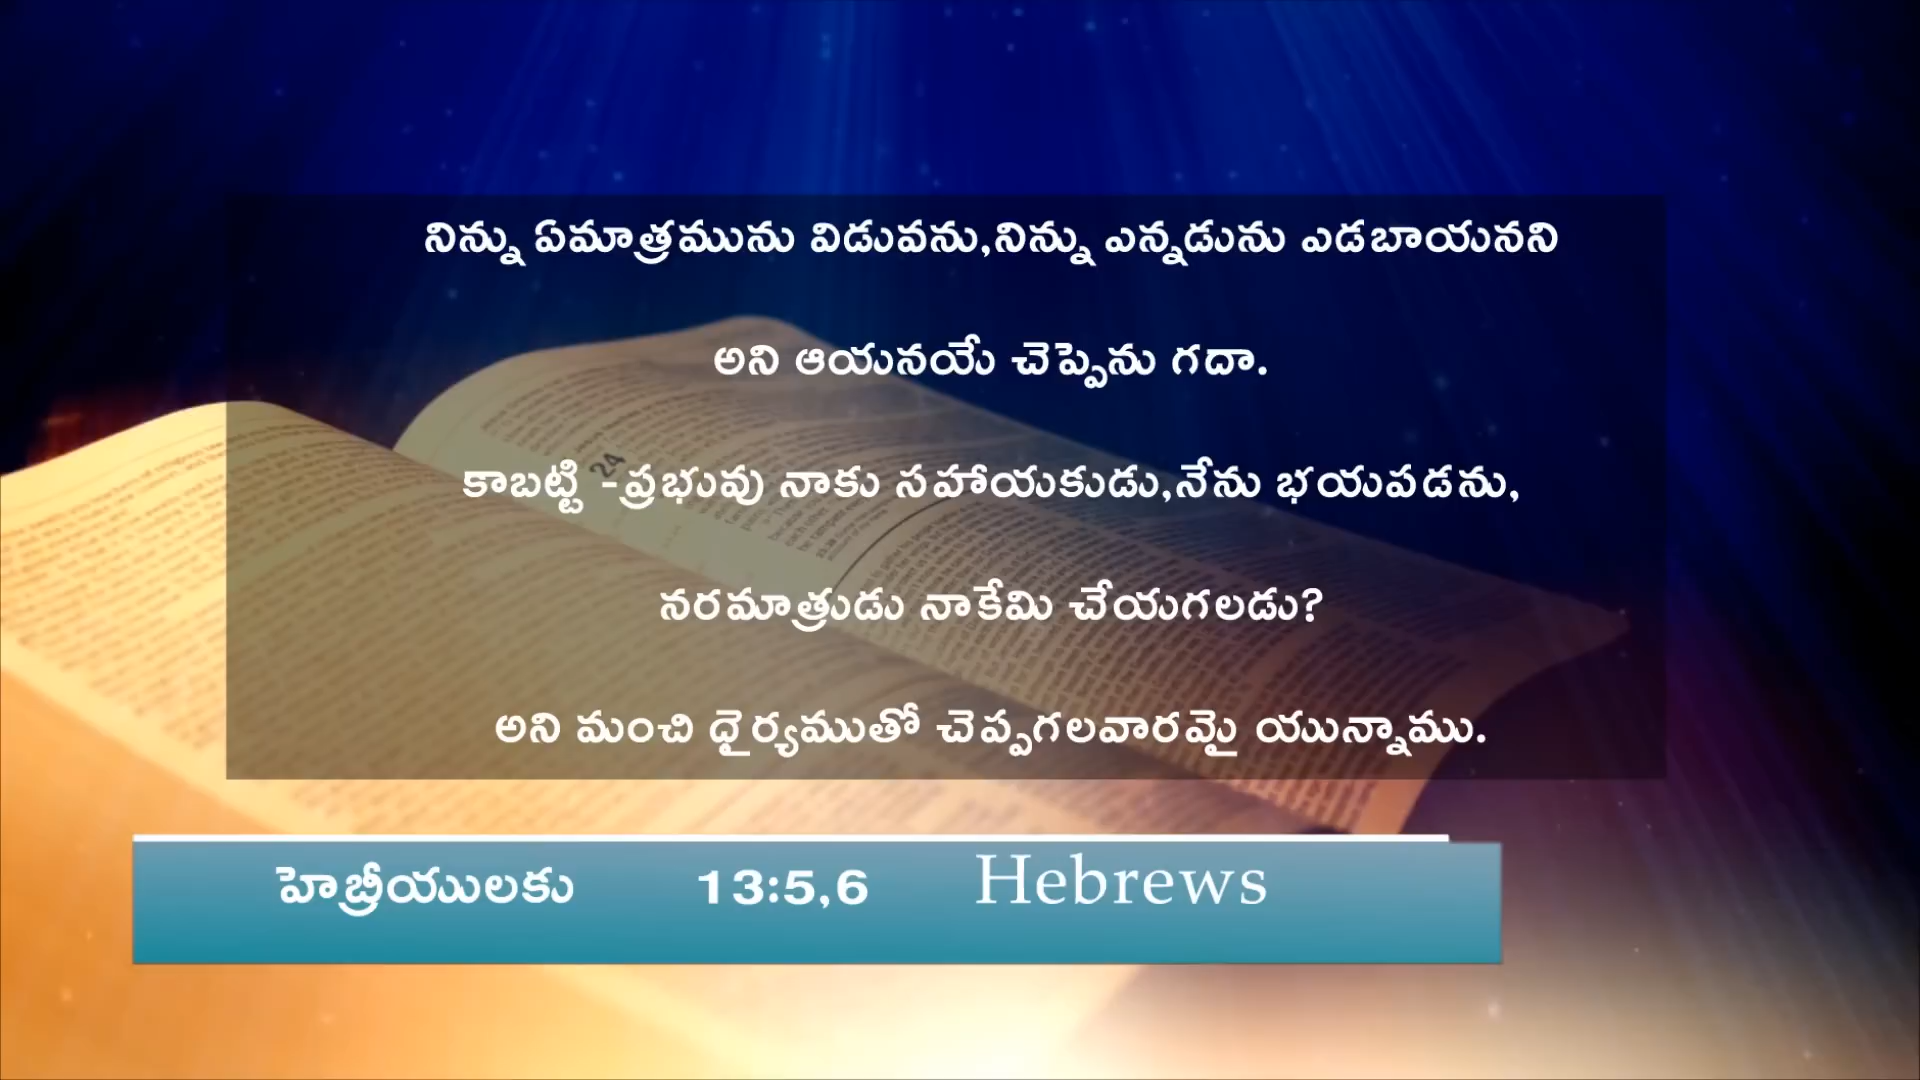 నిన్ను ఏమాత్రమును విడువను,నిన్ను ఎన్నడును ఎడబాయనని
అని ఆయనయే చెప్పెను గదా.
కాబట్టి -ప్రభువు నాకు సహాయకుడు,నేను భయపడను,
నరమాత్రుడు నాకేమి చేయగలడు?
అని మంచి ధైర్యముతో చెప్పగలవారమై యున్నాము.
హెబ్రీయులకు 13:5,6 Hebrews
24